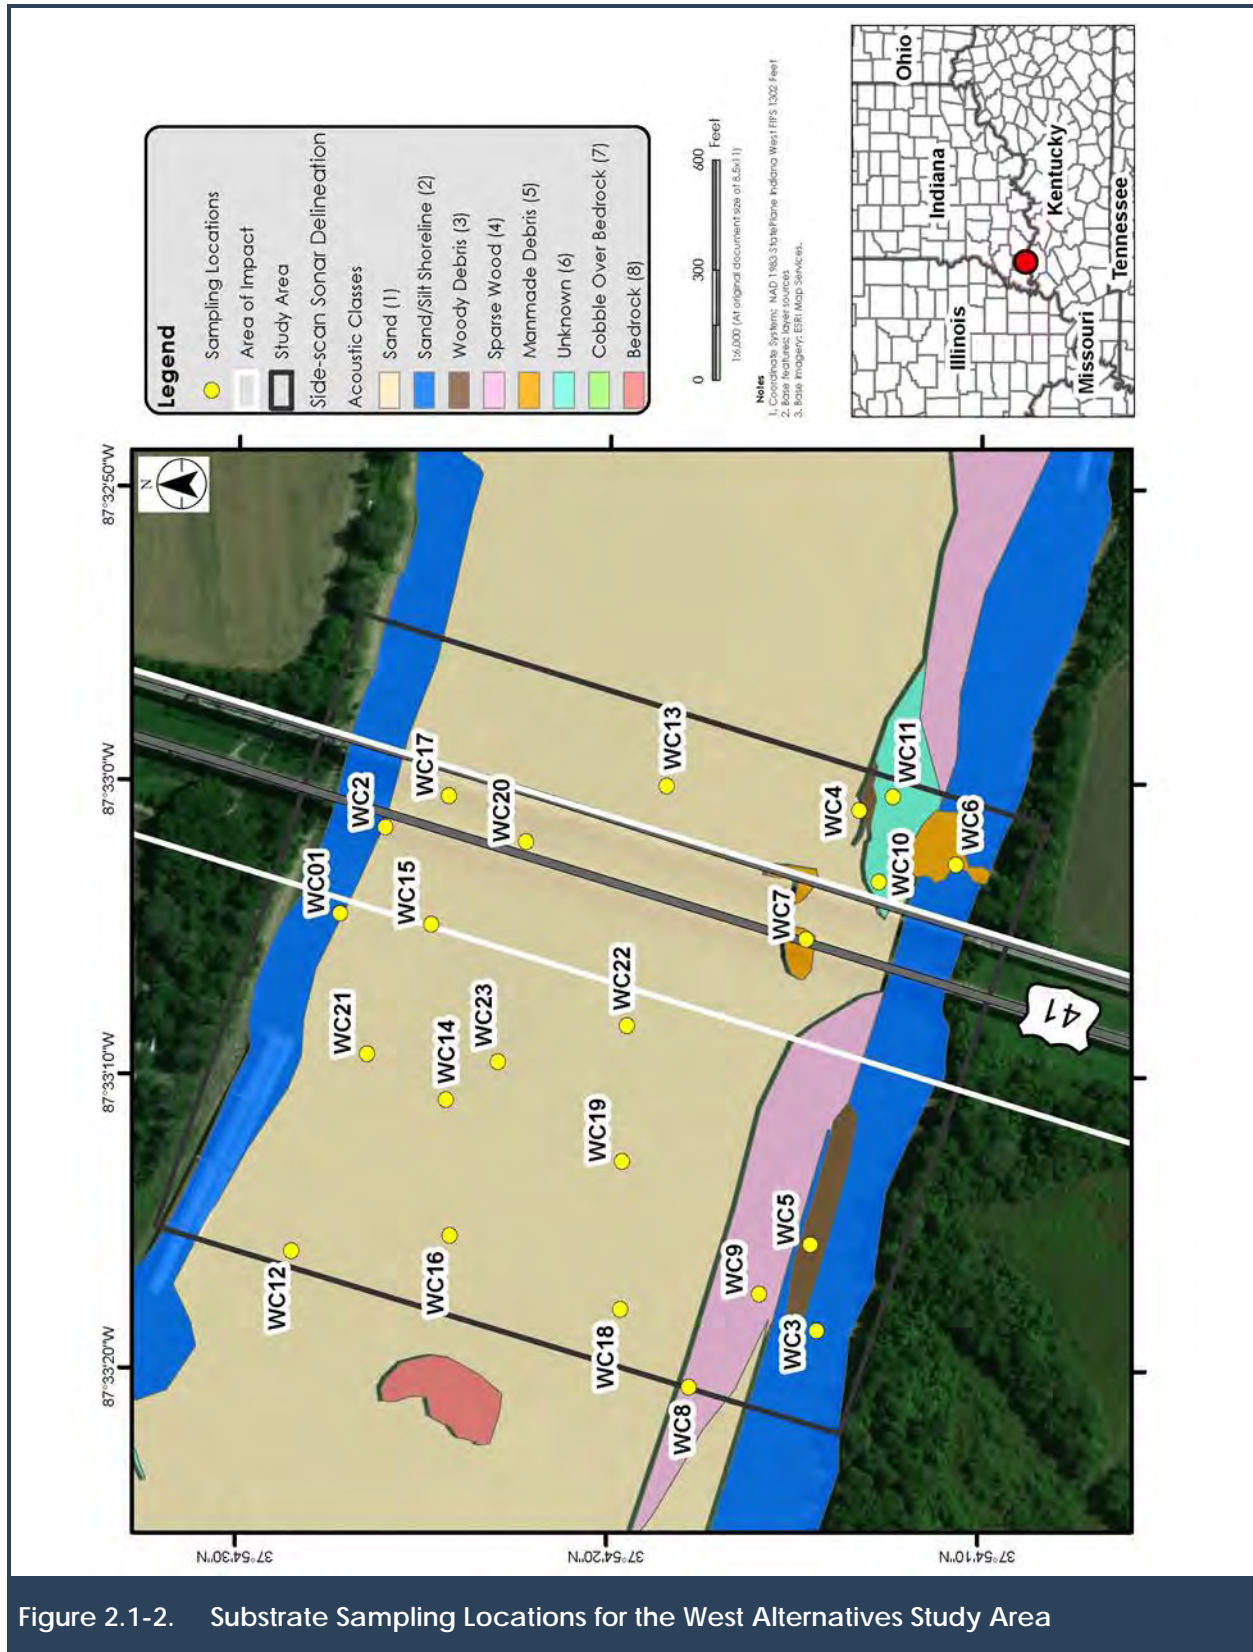 Legend
Sampling Locations
Area of Impact
Study Area
Side-scan Sonar Delineation
Acoustic Classes
Sand (1)
Sand/Silt Shoreline (2)
Woody Debris (3)
Sparse Wood (4)
Manmade Debris (5)
Unknown (6)
Cobble Over Bedrock (7)
Bedrock (8)
0 300 600
Feet
1:6,000 (At original document size of 8.5x11)
Notes
1. Coordinate System: NAD 1983 StatePlane Indiana West FIPS 1302 Feet
2. Base features: layer sources
3. Base Imagery: ESRI Map Services.
Ohio
Indiana
Illinois
Kentucky
Missouri
Tennessee
N
87°33'20"W
87°33'10"W
87°33'0"W
87°32'50"W
37°54'30"N
37°54'20"N
37°54'10"N
WC01
WC2
WC17
WC15
WC20
WC21
WC14
WC23
WC12
WC16
WC13
WC22
WC19
WC18
WC4
WC11
WC7
WC10
WC6
WC9
WC5
WC3
WC8
41
Figure 2.1-2. Substrate Sampling Locations for the West Alternatives Study Area